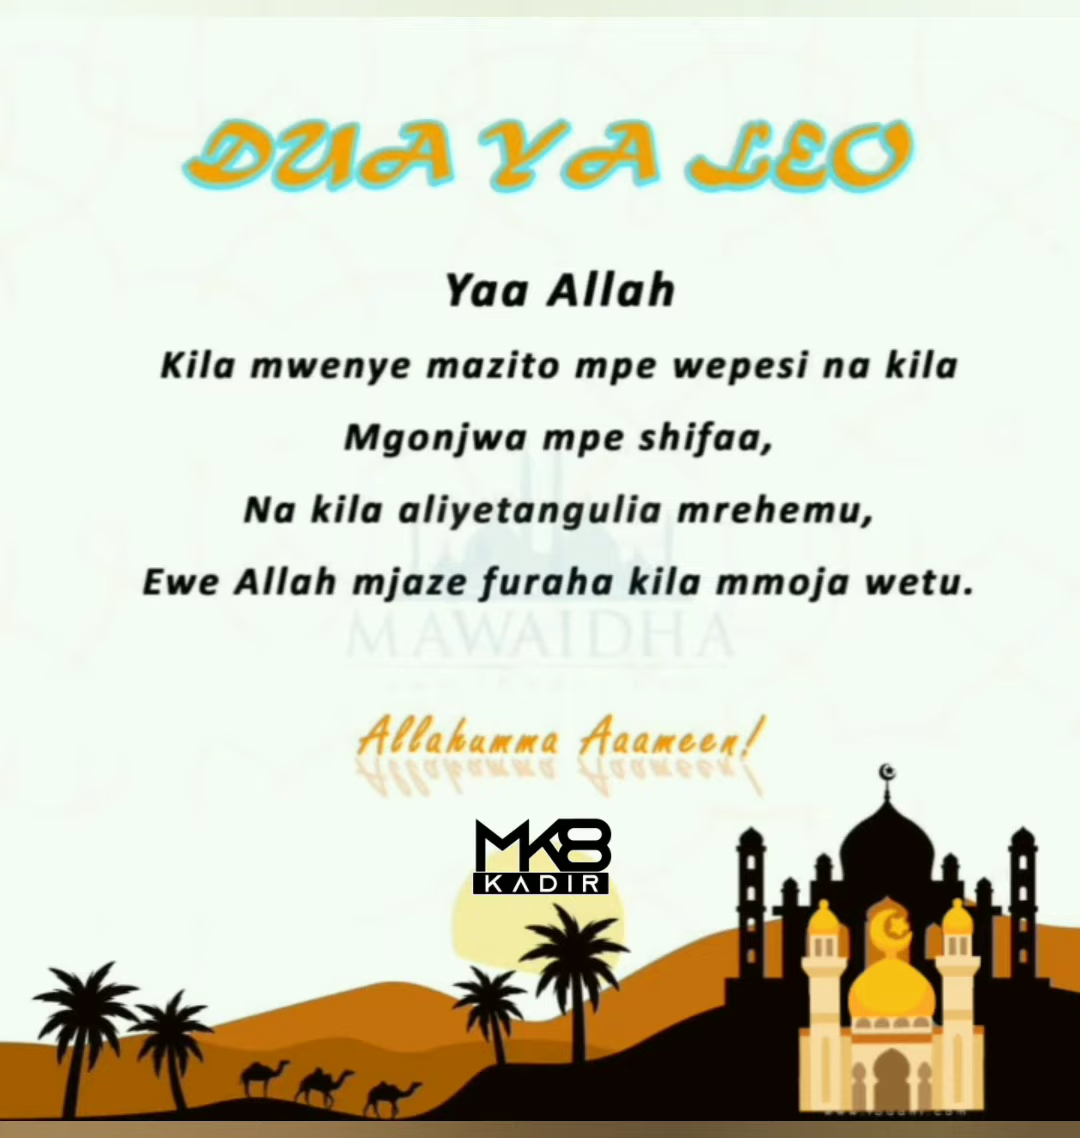 DUA YA LEO
Yaa Allah
Kila mwenye mazito mpe wepesi na kila
Mgonjwa mpe shifaa,
Na kila aliyetangulia mrehemu,
Ewe Allah mjaze furaha kila mmoja wetu.
MAWAIDHA
Allahumma Aaameen!
MK8
KADIR